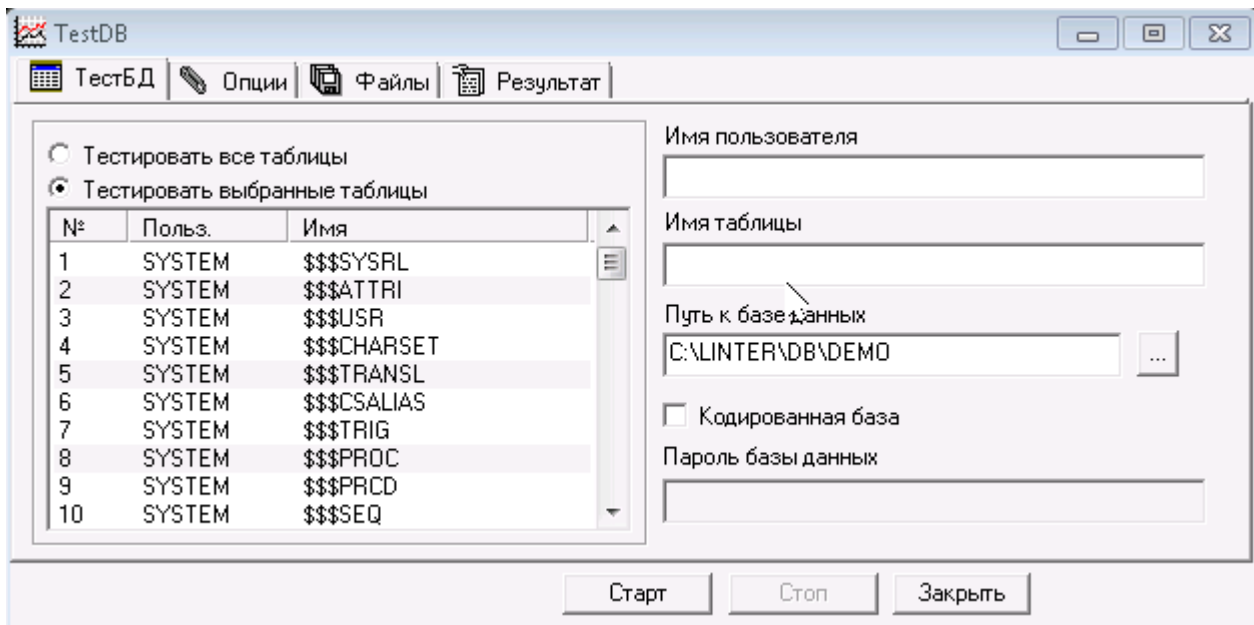 TestDB
ТестБД Опции Файлы Результат
Тестировать все таблицы
Тестировать выбранные таблицы
№ Польз. Имя
1 SYSTEM $$$SYSRL
2 SYSTEM $$$ATTRI
3 SYSTEM $$$USR
4 SYSTEM $$$CHARSET
5 SYSTEM $$$TRANSL
6 SYSTEM $$$CSALIAS
7 SYSTEM $$$TRIG
8 SYSTEM $$$PROC
9 SYSTEM $$$PRCD
10 SYSTEM $$$SEQ
Имя пользователя
Имя таблицы
Путь к базе данных
C:\LINTER\DB\DEMO
...
Кодированная база
Пароль базы данных
Старт Стоп Закрыть